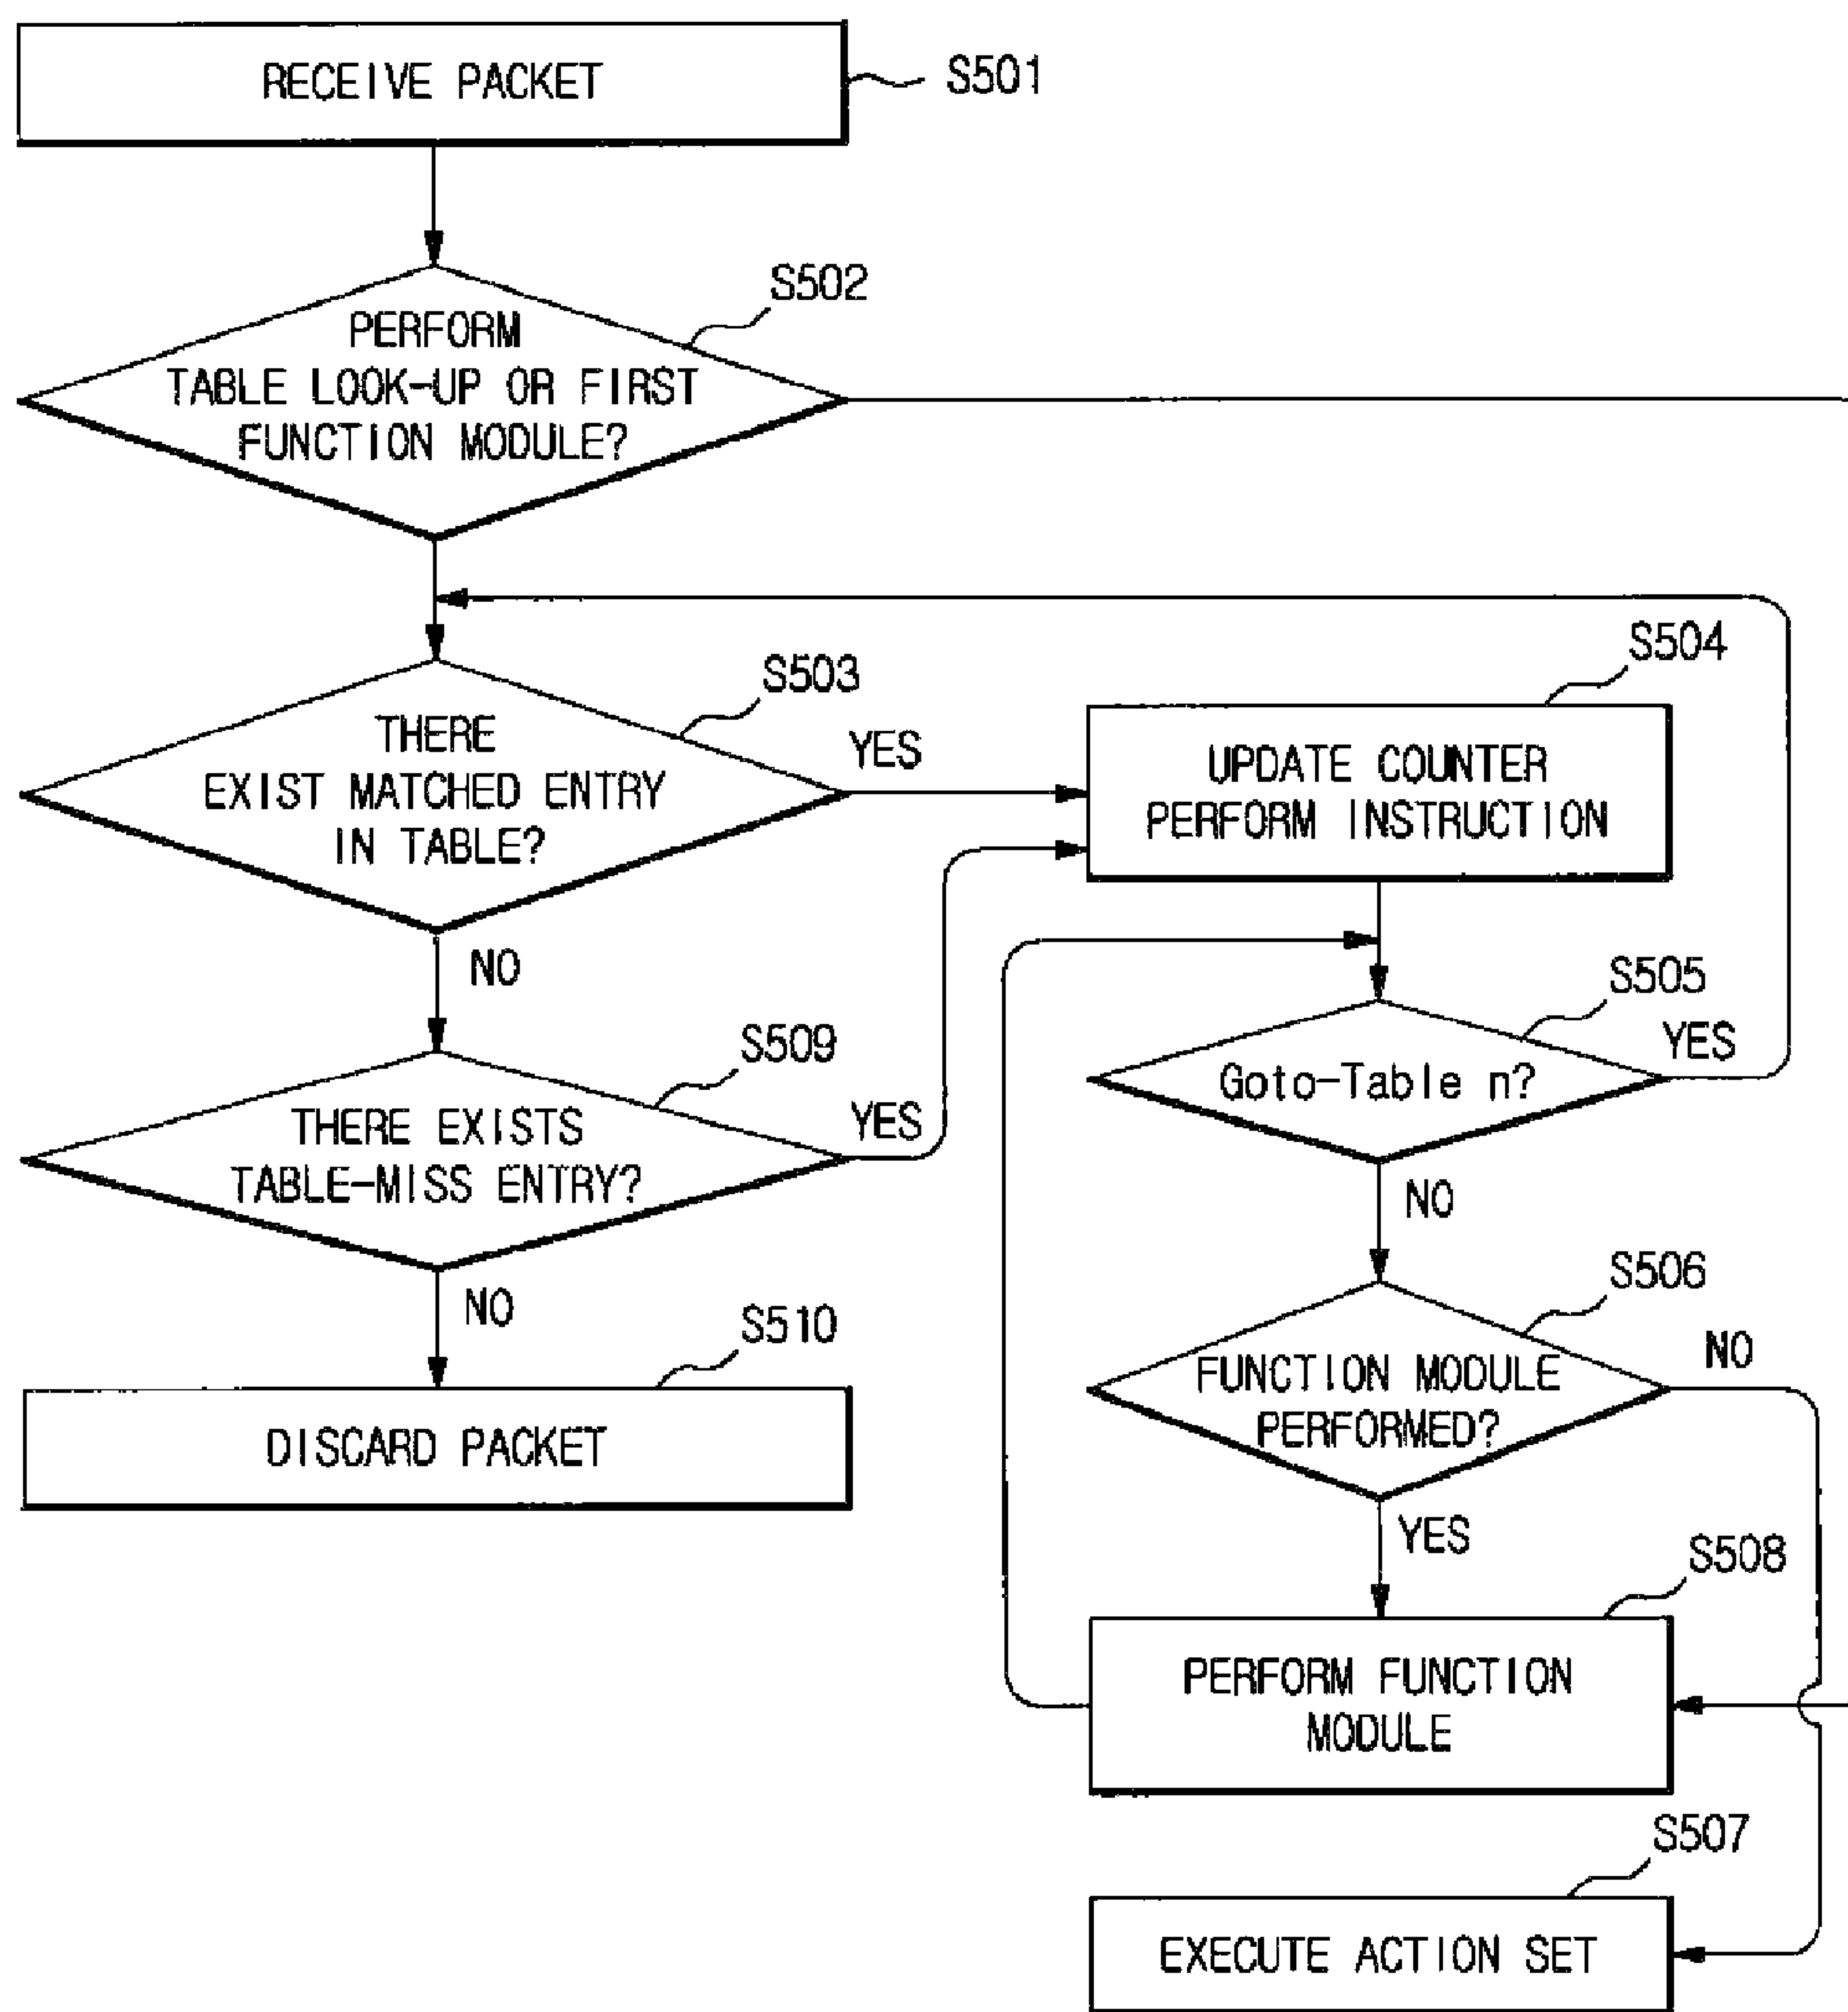 RECEIVE PACKET
S501
S502
PERFORM
TABLE LOOK-UP OR FIRST
FUNCTION MODULE?
S503
THERE
EXIST MATCHED ENTRY
IN TABLE?
YES
NO
S504
UPDATE COUNTER
PERFORM INSTRUCTION
S505
Goto-Table n?
YES
NO
S509
THERE EXISTS
TABLE-MISS ENTRY?
YES
NO
S510
DISCARD PACKET
S506
FUNCTION MODULE
PERFORMED?
NO
YES
S508
PERFORM FUNCTION
MODULE
S507
EXECUTE ACTION SET